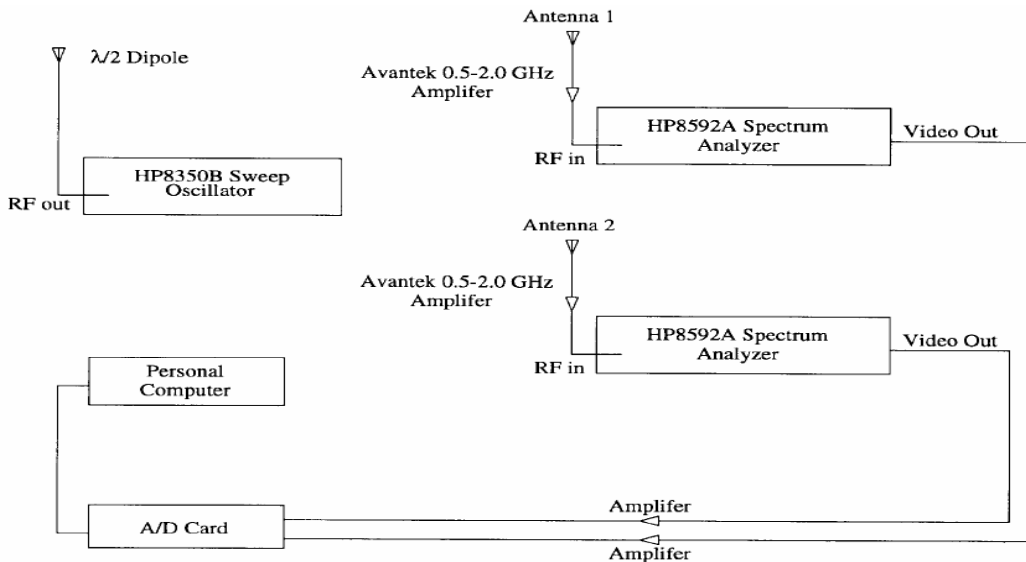 Antenna 1
λ/2 Dipole
Avantek 0.5-2.0 GHz
Amplifer
HP8592A Spectrum
Analyzer
Video Out
RF in
HP8350B Sweep
Oscillator
RF out
Antenna 2
Avantek 0.5-2.0 GHz
Amplifer
HP8592A Spectrum
Analyzer
Video Out
RF in
Personal
Computer
A/D Card
Amplifer
Amplifer